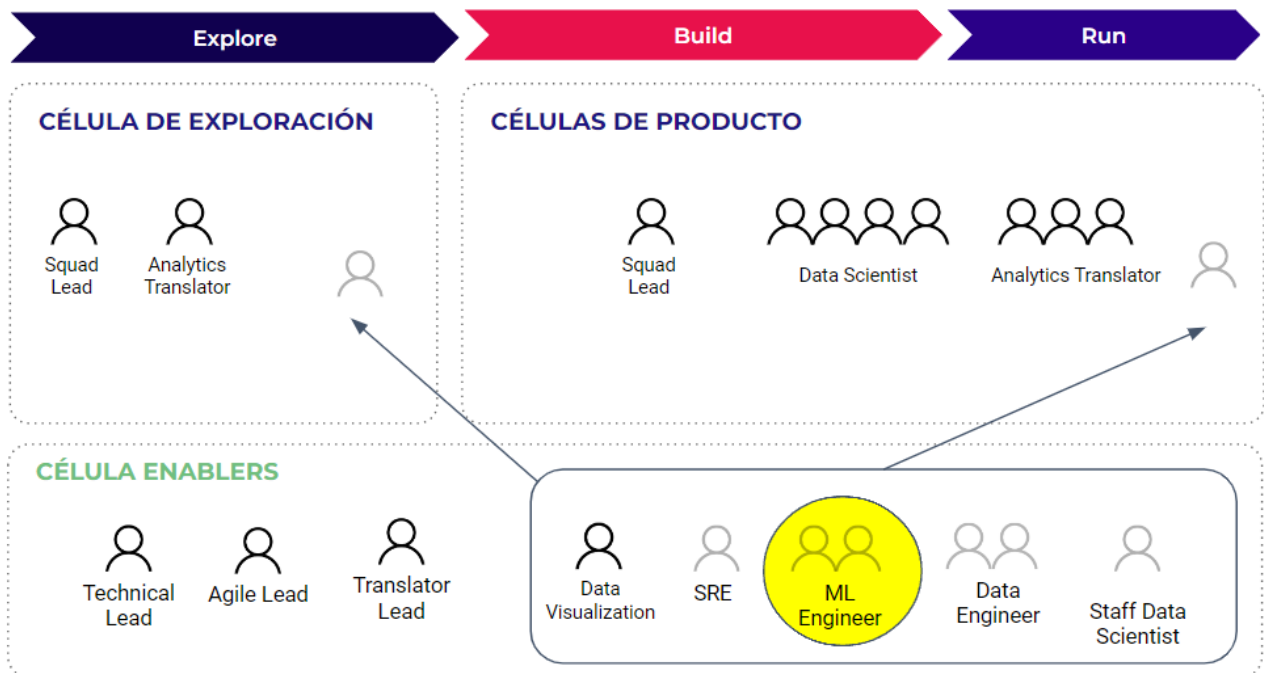 Explore
Build
Run
CÉLULA DE EXPLORACIÓN
CÉLULAS DE PRODUCTO
Squad
Lead
Analytics
Translator
Squad
Lead
Data Scientist
Analytics Translator
CÉLULA ENABLERS
Technical
Lead
Agile Lead
Translator
Lead
Data
Visualization
SRE
ML
Engineer
Data
Engineer
Staff Data
Scientist